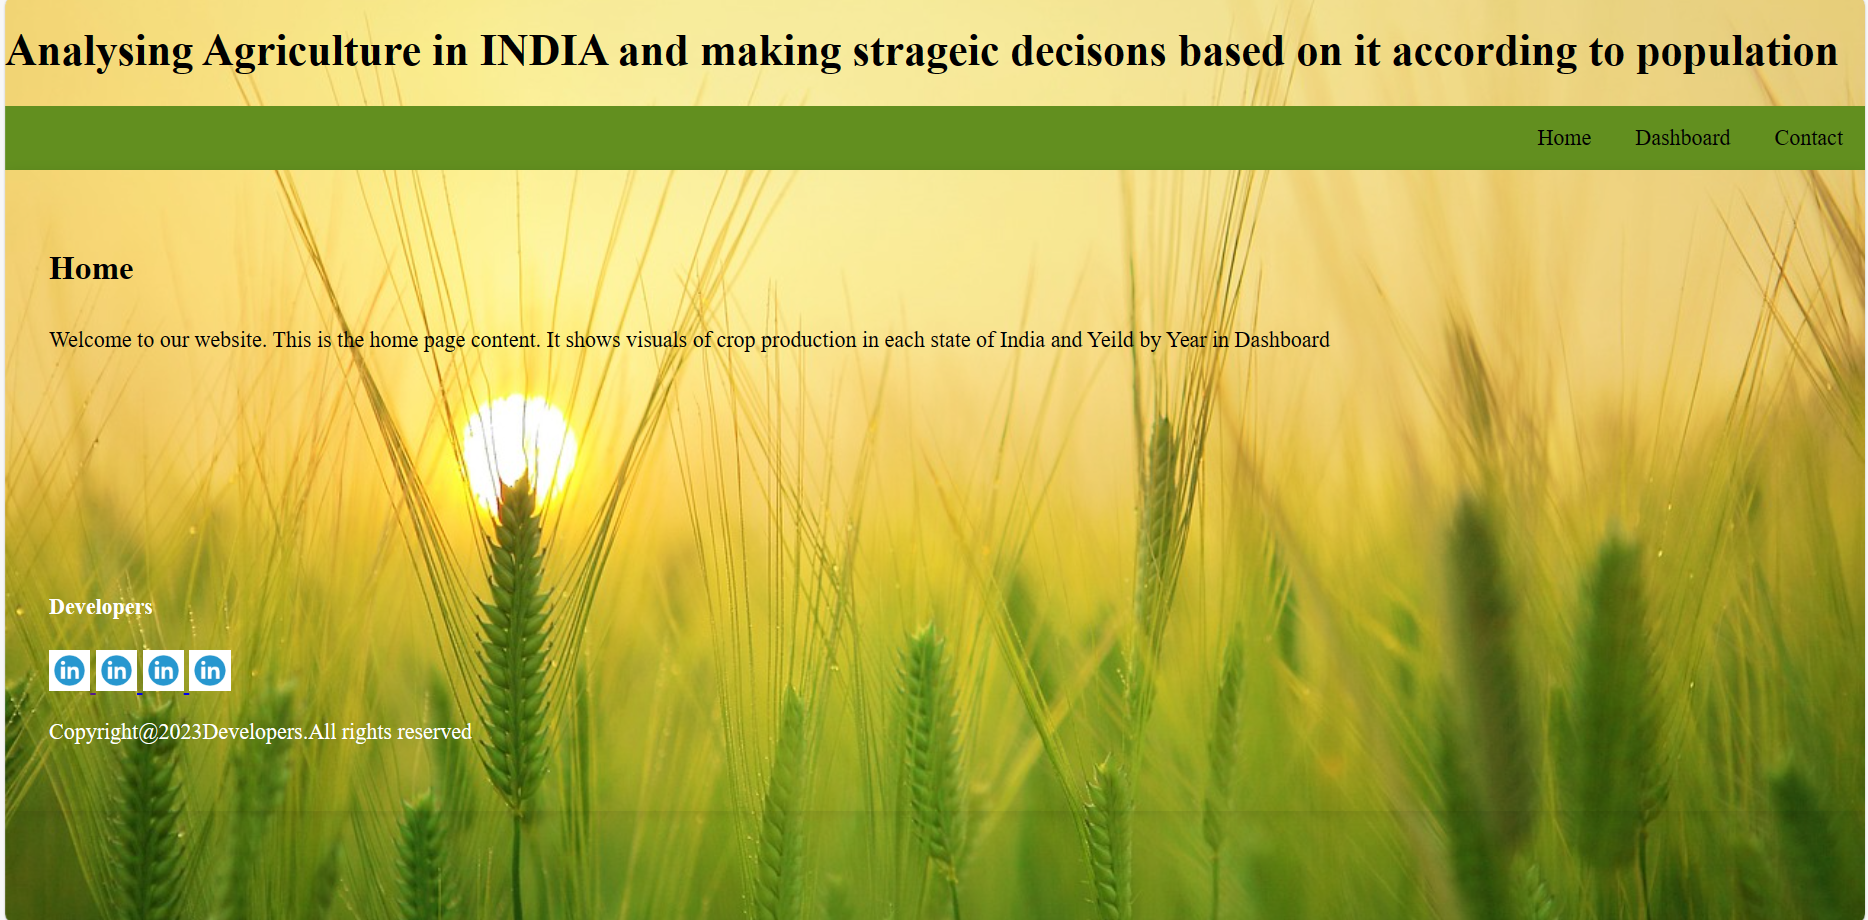 Analysing Agriculture in INDIA and making strageic decisons based on it according to population
Home Dashboard Contact
Home
Welcome to our website. This is the home page content. It shows visuals of crop production in each state of India and Yeild by Year in Dashboard
Developers
in in in in
Copyright@2023Developers.All rights reserved